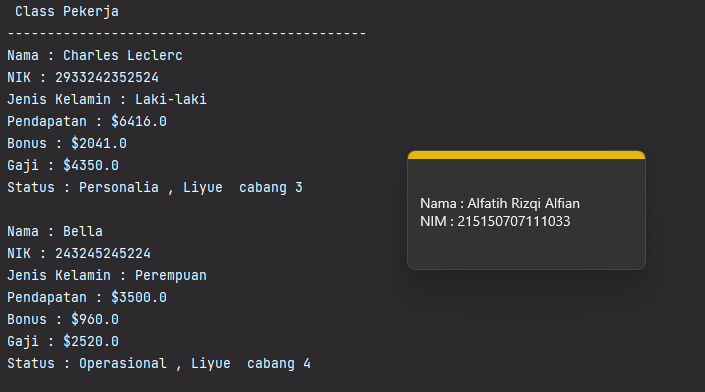 Class Pekerja
---------------------------------------------
Nama : Charles Leclerc
NIK : 2933242352524
Jenis Kelamin : Laki-laki
Pendapatan : $6416.0
Bonus : $2041.0
Gaji : $4350.0
Status : Personalia , Liyue  cabang 3
Nama : Bella
NIK : 243245245224
Jenis Kelamin : Perempuan
Pendapatan : $3500.0
Bonus : $960.0
Gaji : $2520.0
Status : Operasional , Liyue  cabang 4
Nama : Alfatih Rizqi Alfian
NIM : 215150707111033